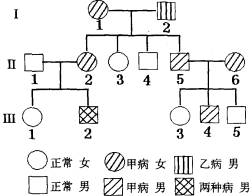 I
1 2
II
1 2 3 4 5 6
III
1 2 3 4 5
正常 女 甲病 女 乙病 男
正常 男 甲病 男 两种病 男